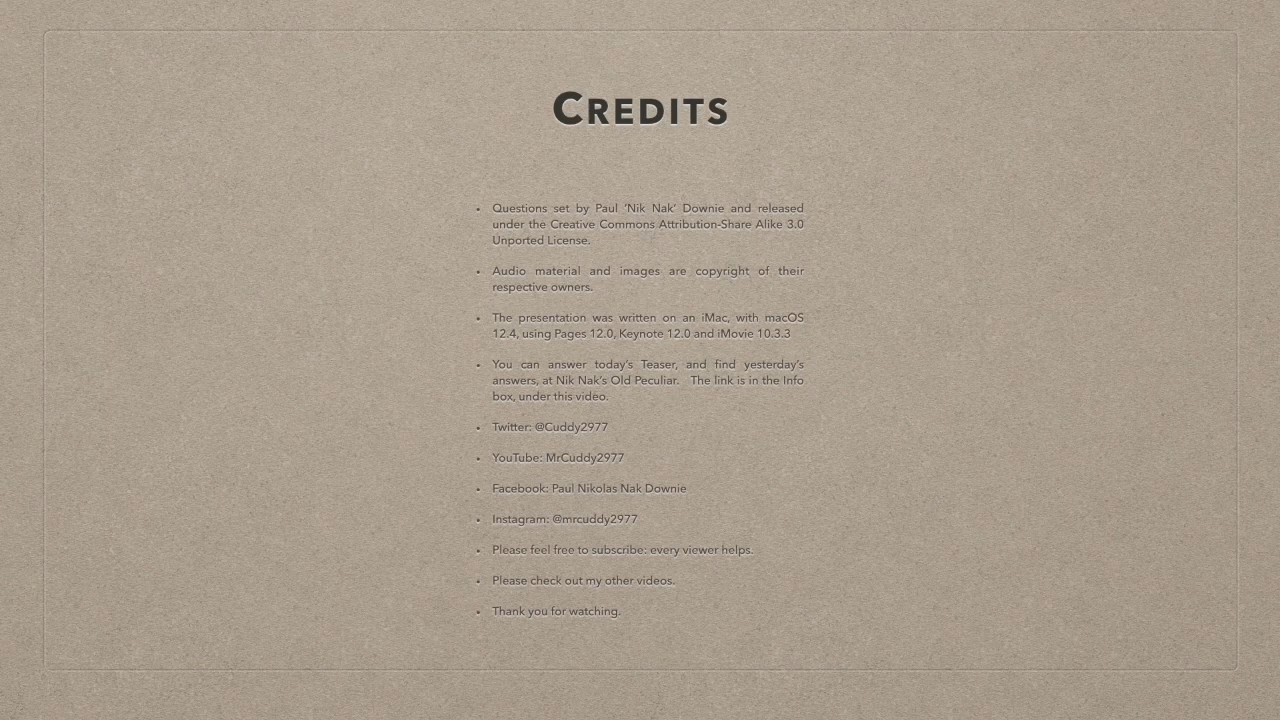 CREDITS
• Questions set by Paul ‘Nik Nak’ Downie and released
under the Creative Commons Attribution-Share Alike 3.0
Unported License.
• Audio material and images are copyright of their
respective owners.
• The presentation was written on an iMac, with macOS
12.4, using Pages 12.0, Keynote 12.0 and iMovie 10.3.3
• You can answer today’s Teaser, and find yesterday’s
answers, at Nik Nak’s Old Peculiar. The link is in the Info
box, under this video.
• Twitter: @Cuddy2977
• YouTube: MrCuddy2977
• Facebook: Paul Nikolas Nak Downie
• Instagram: @mrcuddy2977
• Please feel free to subscribe: every viewer helps.
• Please check out my other videos.
• Thank you for watching.